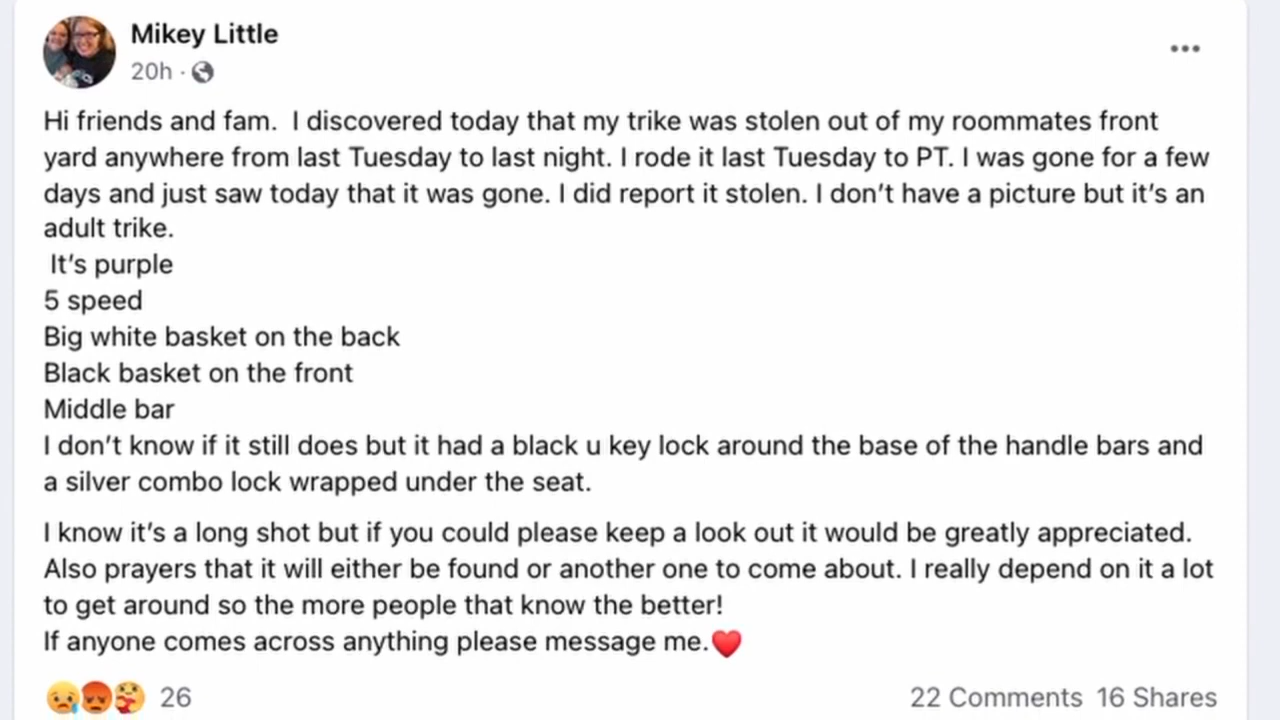 Mikey Little
20h ·
Hi friends and fam.  I discovered today that my trike was stolen out of my roommates front
yard anywhere from last Tuesday to last night. I rode it last Tuesday to PT. I was gone for a few
days and just saw today that it was gone. I did report it stolen. I don’t have a picture but it’s an
adult trike.
It’s purple
5 speed
Big white basket on the back
Black basket on the front
Middle bar
I don’t know if it still does but it had a black u key lock around the base of the handle bars and
a silver combo lock wrapped under the seat.
I know it’s a long shot but if you could please keep a look out it would be greatly appreciated.
Also prayers that it will either be found or another one to come about. I really depend on it a lot
to get around so the more people that know the better!
If anyone comes across anything please message me.❤️
26 22 Comments 16 Shares